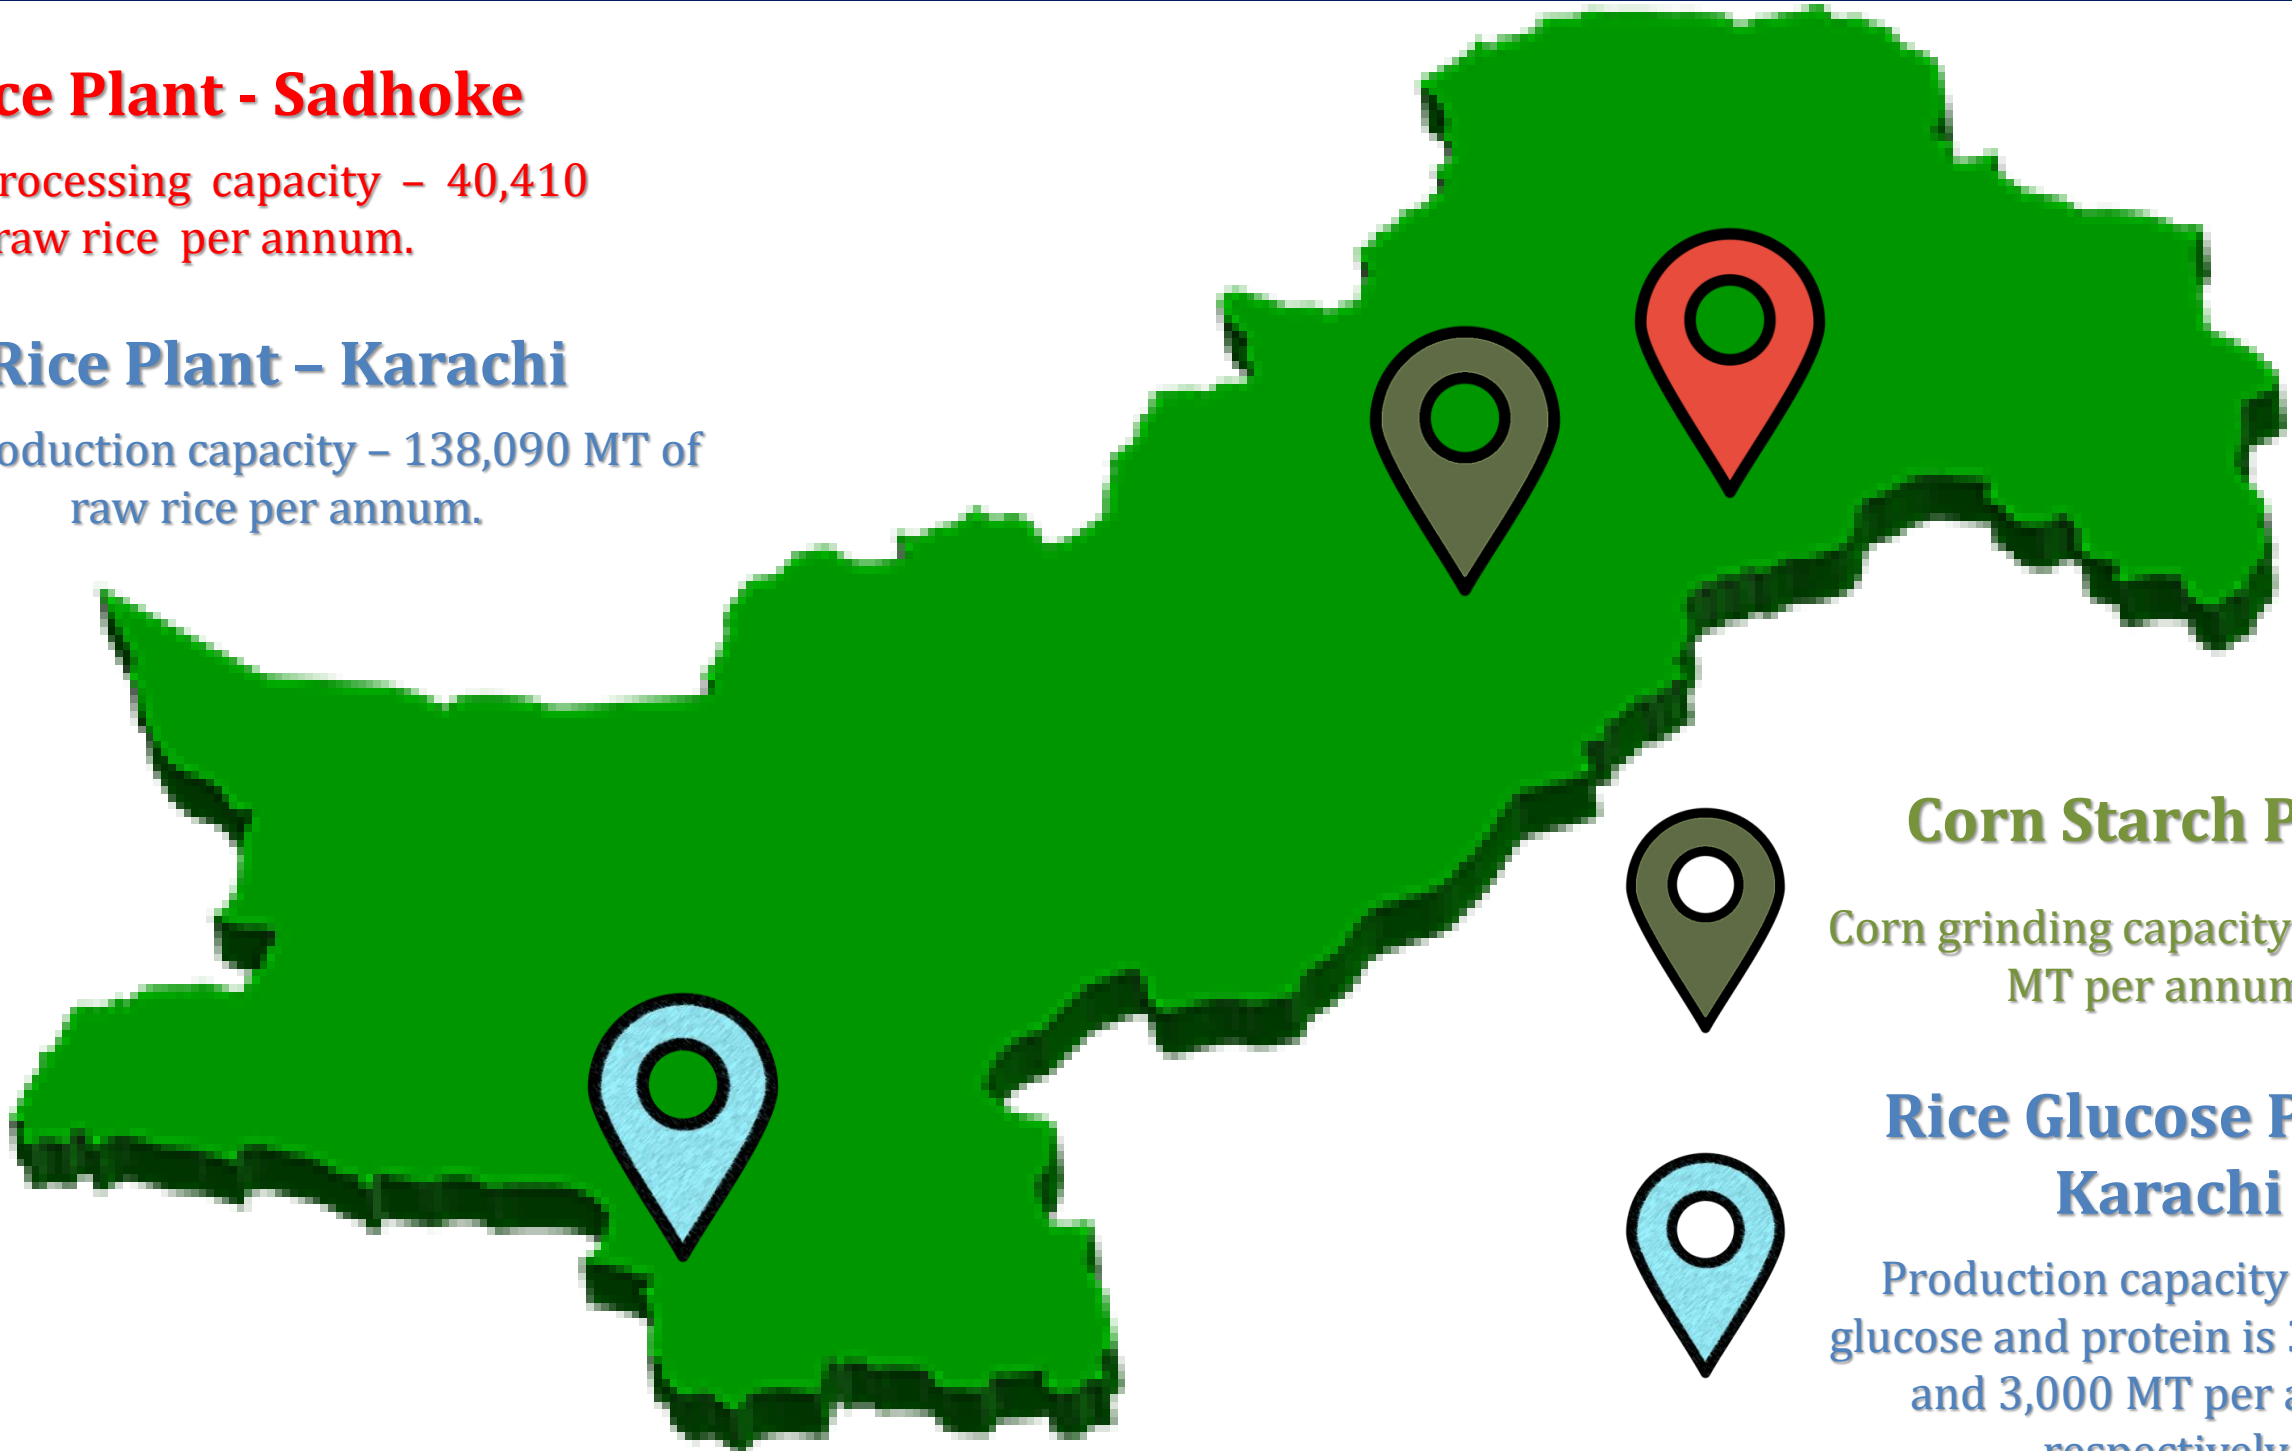 ce Plant - Sadhoke
rocessing capacity – 40,410
raw rice per annum.
Rice Plant – Karachi
oduction capacity – 138,090 MT of
raw rice per annum.
Corn Starch P
Corn grinding capacity
MT per annum
Rice Glucose P
Karachi
Production capacity
glucose and protein is
and 3,000 MT per a
respectively